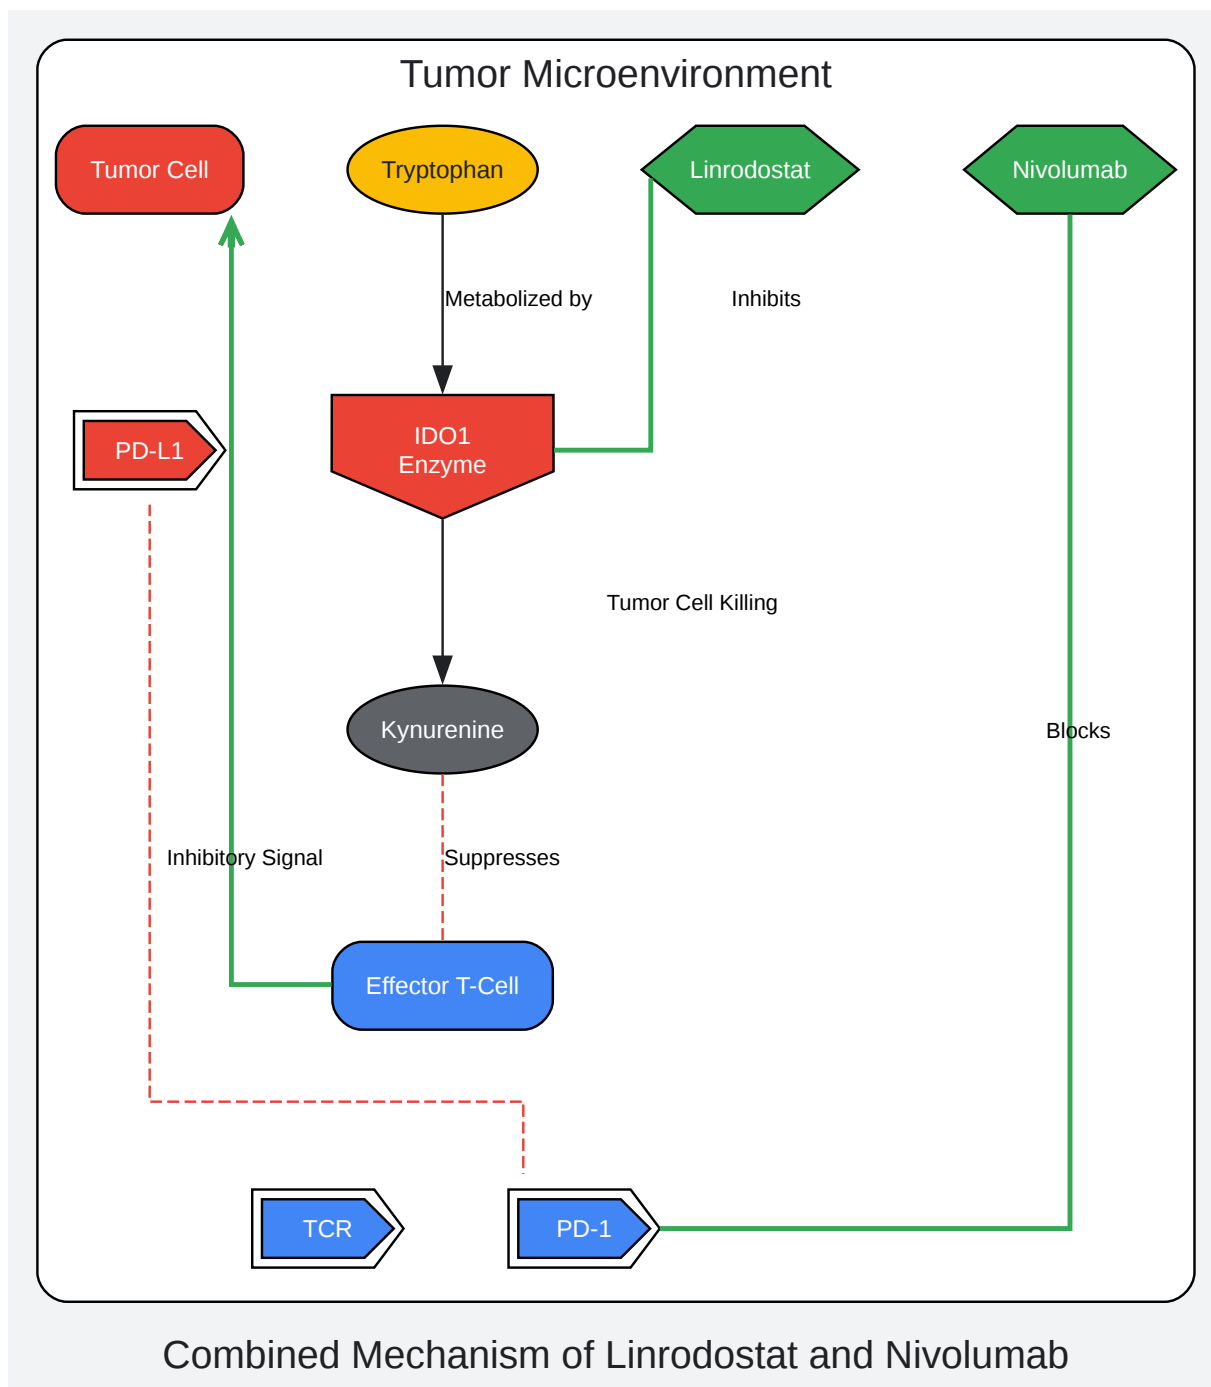 Tumor Microenvironment
Tumor Cell
Tryptophan
Linrodostat
Nivolumab
Metabolized by
Inhibits
PD-L1
IDO1
Enzyme
Tumor Cell Killing
Kynurenine
Blocks
Inhibitory Signal
Suppresses
Effector T-Cell
TCR
PD-1
Combined Mechanism of Linrodostat and Nivolumab